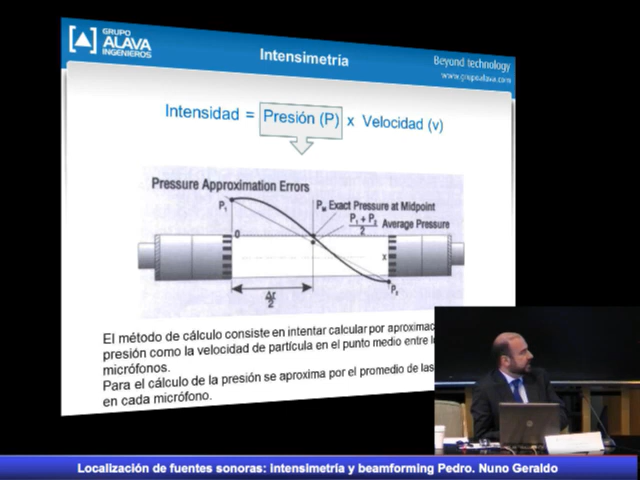 GRUPO
ALAVA
INGENIEROS
Intensimetría
Beyond technology
www.grupoalava.com
Intensidad = Presión (P) x Velocidad (v)
Pressure Approximation Errors
P₁
Pₘ Exact Pressure at Midpoint
P₁ + P₂
2
Average Pressure
0
x
P₂
Δr
2
El método de cálculo consiste en intentar calcular por aproximac
presión como la velocidad de partícula en el punto medio entre l
micrófonos.
Para el cálculo de la presión se aproxima por el promedio de las
en cada micrófono.
Localización de fuentes sonoras: intensimetría y beamforming Pedro. Nuno Geraldo